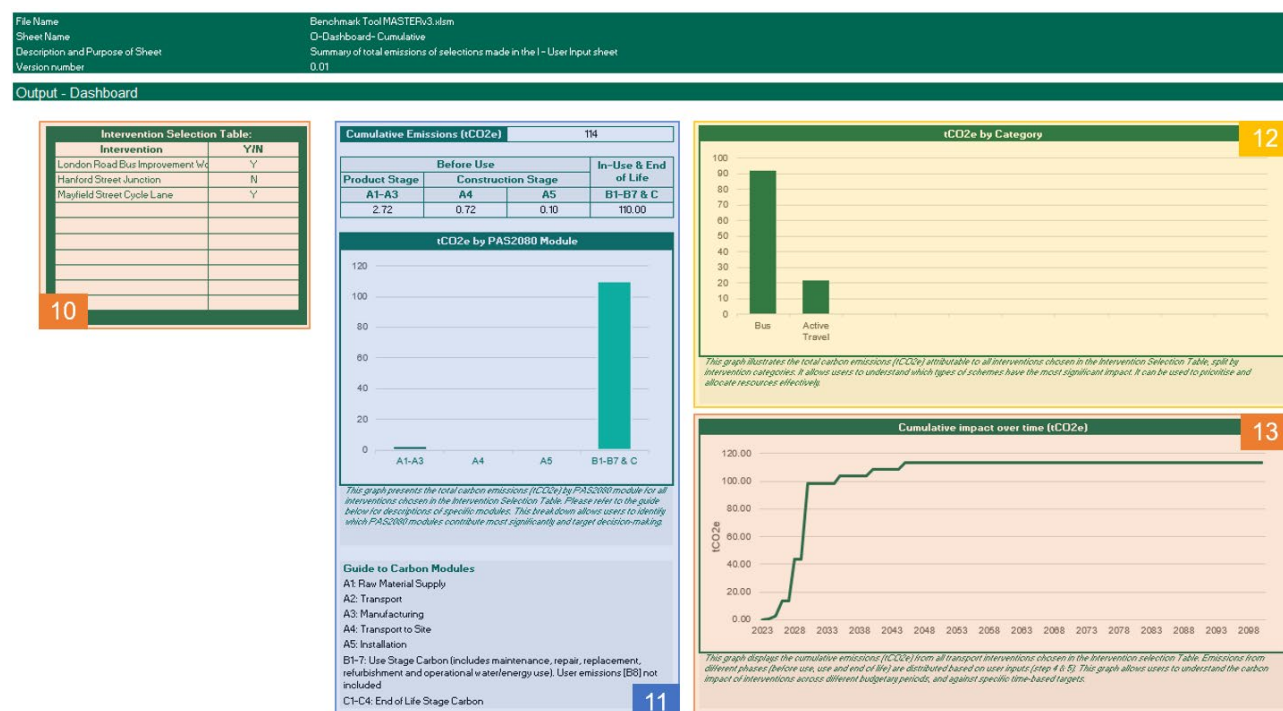 File Name Benchmark Tool MASTERv3.xlsm
Sheet Name O-Dashboard- Cumulative
Description and Purpose of Sheet Summary of total emissions of selections made in the I - User Input sheet
Version number 0.01
Output - Dashboard
Intervention Selection Table:
Intervention Y/N
London Road Bus Improvement Wo Y
Hanford Street Junction N
Mayfield Street Cycle Lane Y
10
Cumulative Emissions (tCO2e) 114
Before Use In-Use & End of Life
Product Stage Construction Stage
A1-A3 A4 A5 B1-B7 & C
2.72 0.72 0.10 110.00
tCO2e by PAS2080 Module
120
100
80
60
40
20
0
A1-A3 A4 A5 B1-B7 & C
This graph presents the total carbon emissions (tCO2e) by PAS2080 module for all
interventions chosen in the Intervention Selection Table. Please refer to the guide
below for descriptions of specific modules. This breakdown allows users to identify
which PAS2080 modules contribute most significantly and target decision-making.
Guide to Carbon Modules
A1: Raw Material Supply
A2: Transport
A3: Manufacturing
A4: Transport to Site
A5: Installation
B1-7: Use Stage Carbon (includes maintenance, repair, replacement,
refurbishment and operational water/energy use). User emissions [B8] not
included
C1-C4: End of Life Stage Carbon
11
tCO2e by Category
12
100
90
80
70
60
50
40
30
20
10
0
Bus Active
Travel
This graph illustrates the total carbon emissions (tCO2e) attributable to all interventions chosen in the Intervention Selection Table, split by
intervention categories. It allows users to understand which types of schemes have the most significant impact. It can be used to prioritise and
allocate resources effectively.
Cumulative impact over time (tCO2e)
13
120.00
100.00
80.00
60.00
40.00
20.00
0.00
tCO2e
2023 2028 2033 2038 2043 2048 2053 2058 2063 2068 2073 2078 2083 2088 2093 2098
This graph displays the cumulative emissions (tCO2e) from all transport interventions chosen in the Intervention selection Table. Emissions from
different phases (before use, use and end of life) are distributed based on user inputs (step 4 & 5). This graph allows users to understand the carbon
impact of interventions across different budgetary periods, and against specific time-based targets.